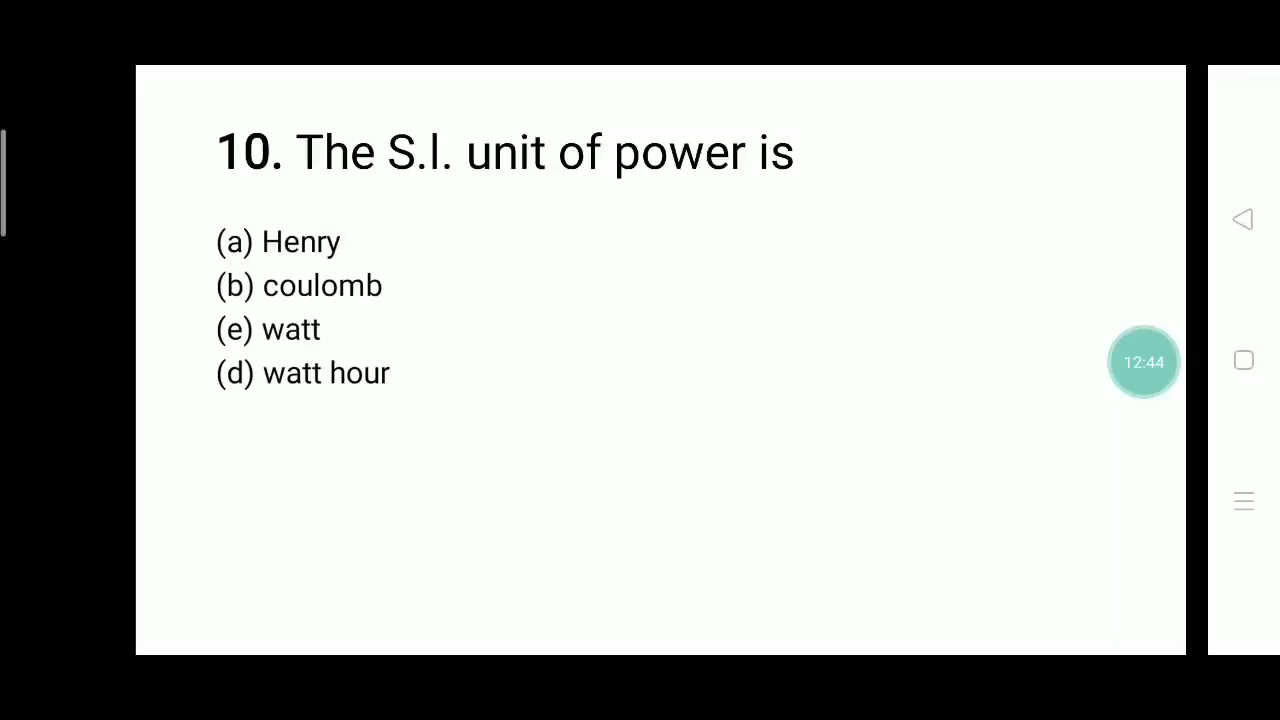 10. The S.l. unit of power is
(a) Henry
(b) coulomb
(e) watt
(d) watt hour
12:44